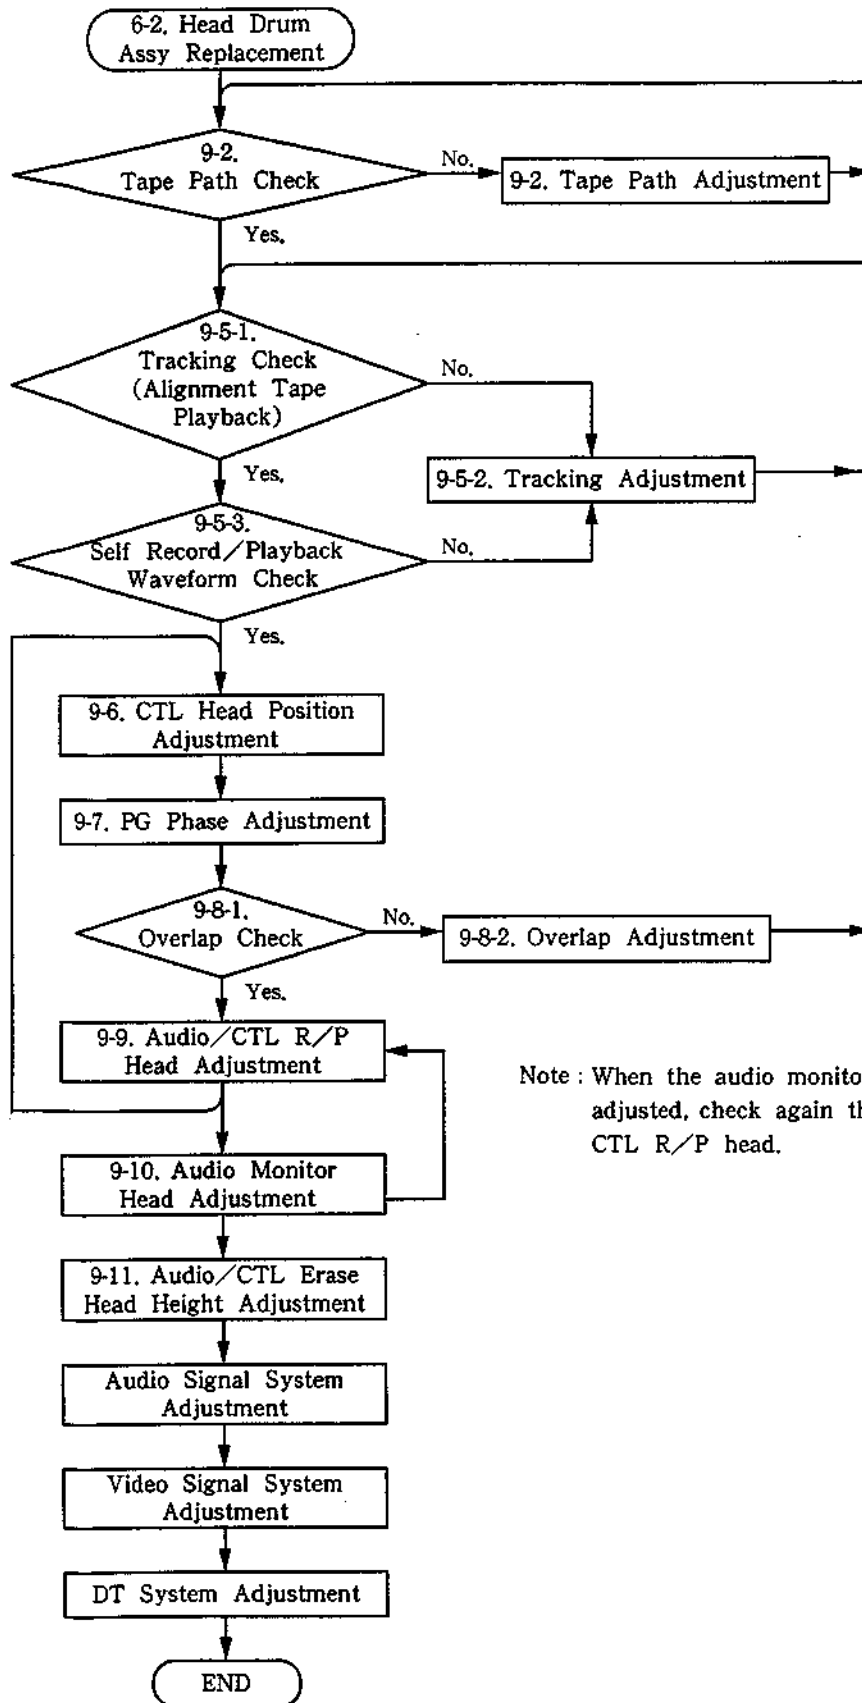 6-2. Head Drum
Assy Replacement
9-2.
Tape Path Check
No.
9-2. Tape Path Adjustment
Yes.
9-5-1.
Tracking Check
(Alignment Tape
Playback)
No.
Yes.
9-5-2. Tracking Adjustment
9-5-3.
Self Record/Playback
Waveform Check
No.
Yes.
9-6. CTL Head Position
Adjustment
9-7. PG Phase Adjustment
9-8-1.
Overlap Check
No.
9-8-2. Overlap Adjustment
Yes.
9-9. Audio/CTL R/P
Head Adjustment
Note : When the audio monito
adjusted, check again th
CTL R/P head.
9-10. Audio Monitor
Head Adjustment
9-11. Audio/CTL Erase
Head Height Adjustment
Audio Signal System
Adjustment
Video Signal System
Adjustment
DT System Adjustment
END